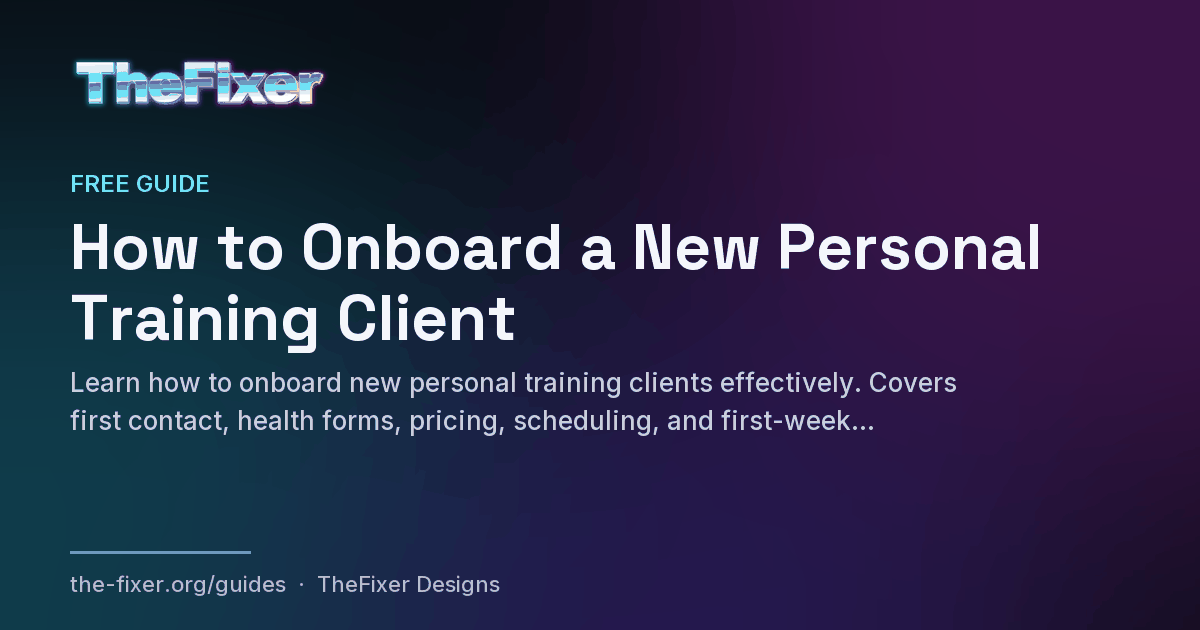 TheFixer
FREE GUIDE
How to Onboard a New Personal
Training Client
Learn how to onboard new personal training clients effectively. Covers
first contact, health forms, pricing, scheduling, and first-week...
the-fixer.org/guides · TheFixer Designs